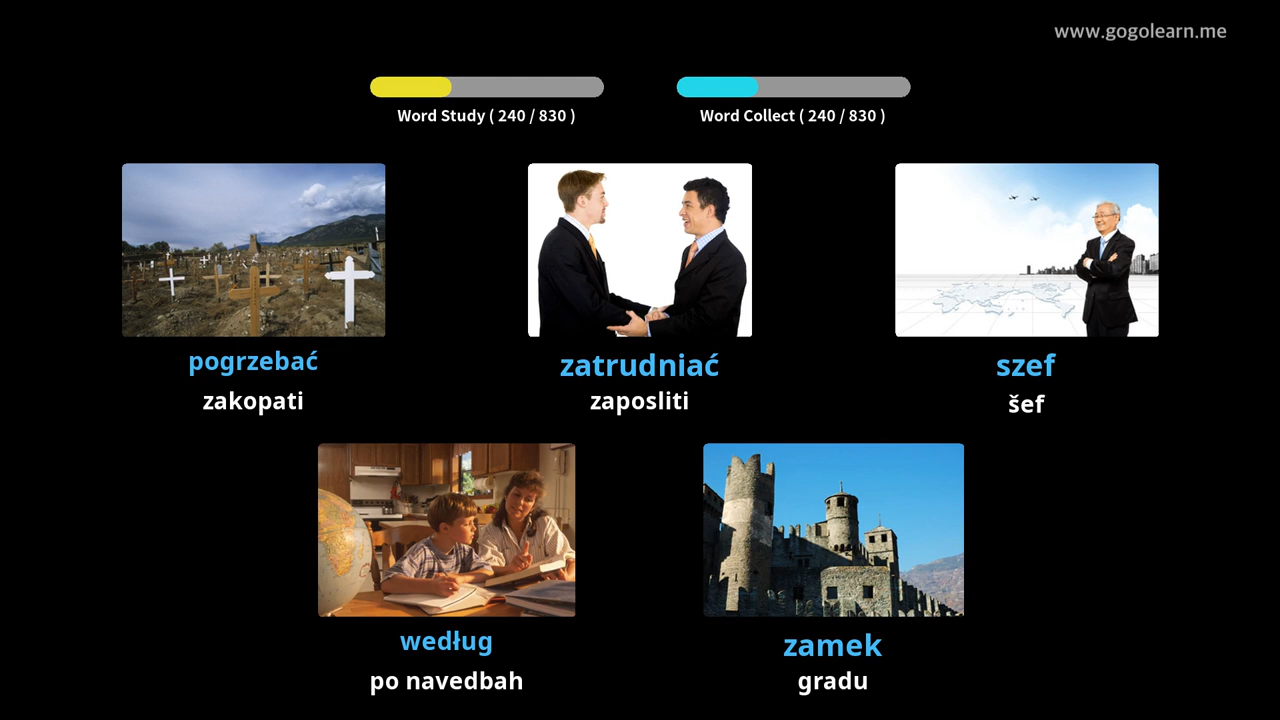 www.gogolearn.me
Word Study ( 240 / 830 )
Word Collect ( 240 / 830 )
pogrzebać
zakopati
zatrudniać
zaposliti
szef
šef
według
po navedbah
zamek
gradu